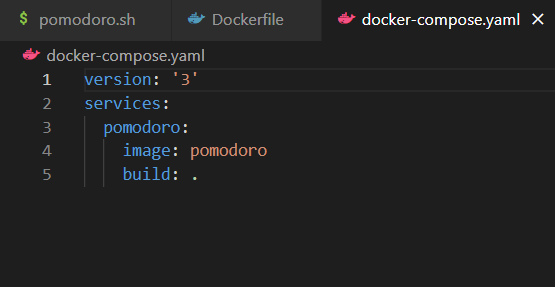 $ pomodoro.sh Dockerfile docker-compose.yaml ×
docker-compose.yaml
1 version: '3'
2 services:
3   pomodoro:
4     image: pomodoro
5     build: .